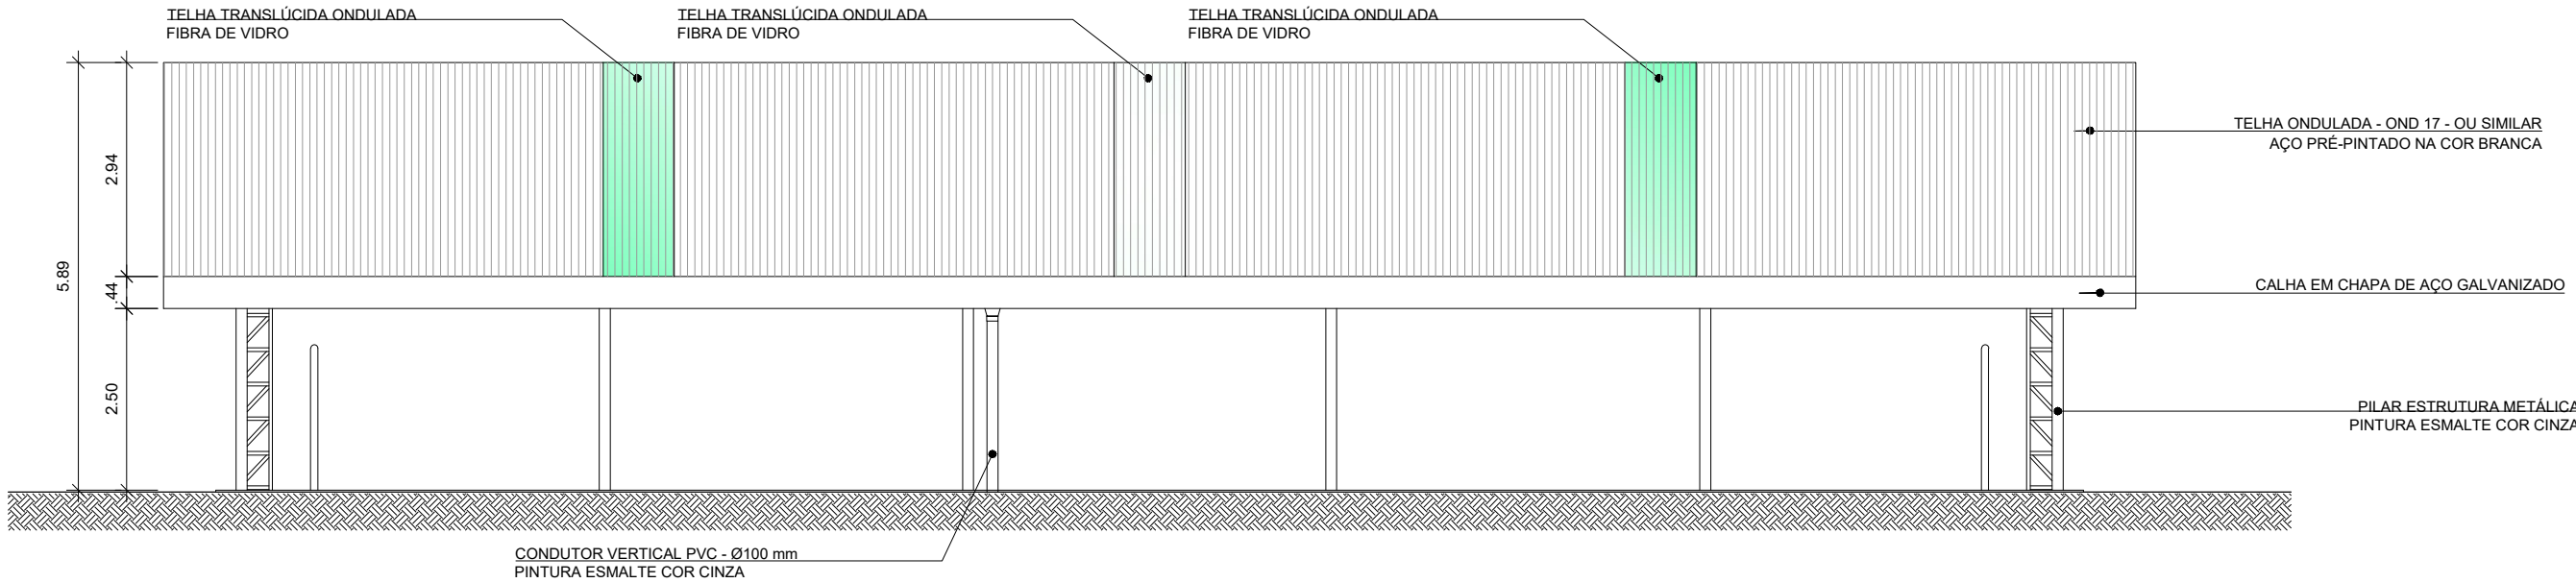 TELHA TRANSLÚCIDA ONDULADA
FIBRA DE VIDRO
TELHA TRANSLÚCIDA ONDULADA
FIBRA DE VIDRO
TELHA TRANSLÚCIDA ONDULADA
FIBRA DE VIDRO
TELHA ONDULADA - OND 17 - OU SIMILAR
AÇO PRÉ-PINTADO NA COR BRANCA
2.94
5.89
.44
CALHA EM CHAPA DE AÇO GALVANIZADO
2.50
PILAR ESTRUTURA METÁLICA
PINTURA ESMALTE COR CINZA
CONDUTOR VERTICAL PVC - Ø100 mm
PINTURA ESMALTE COR CINZA